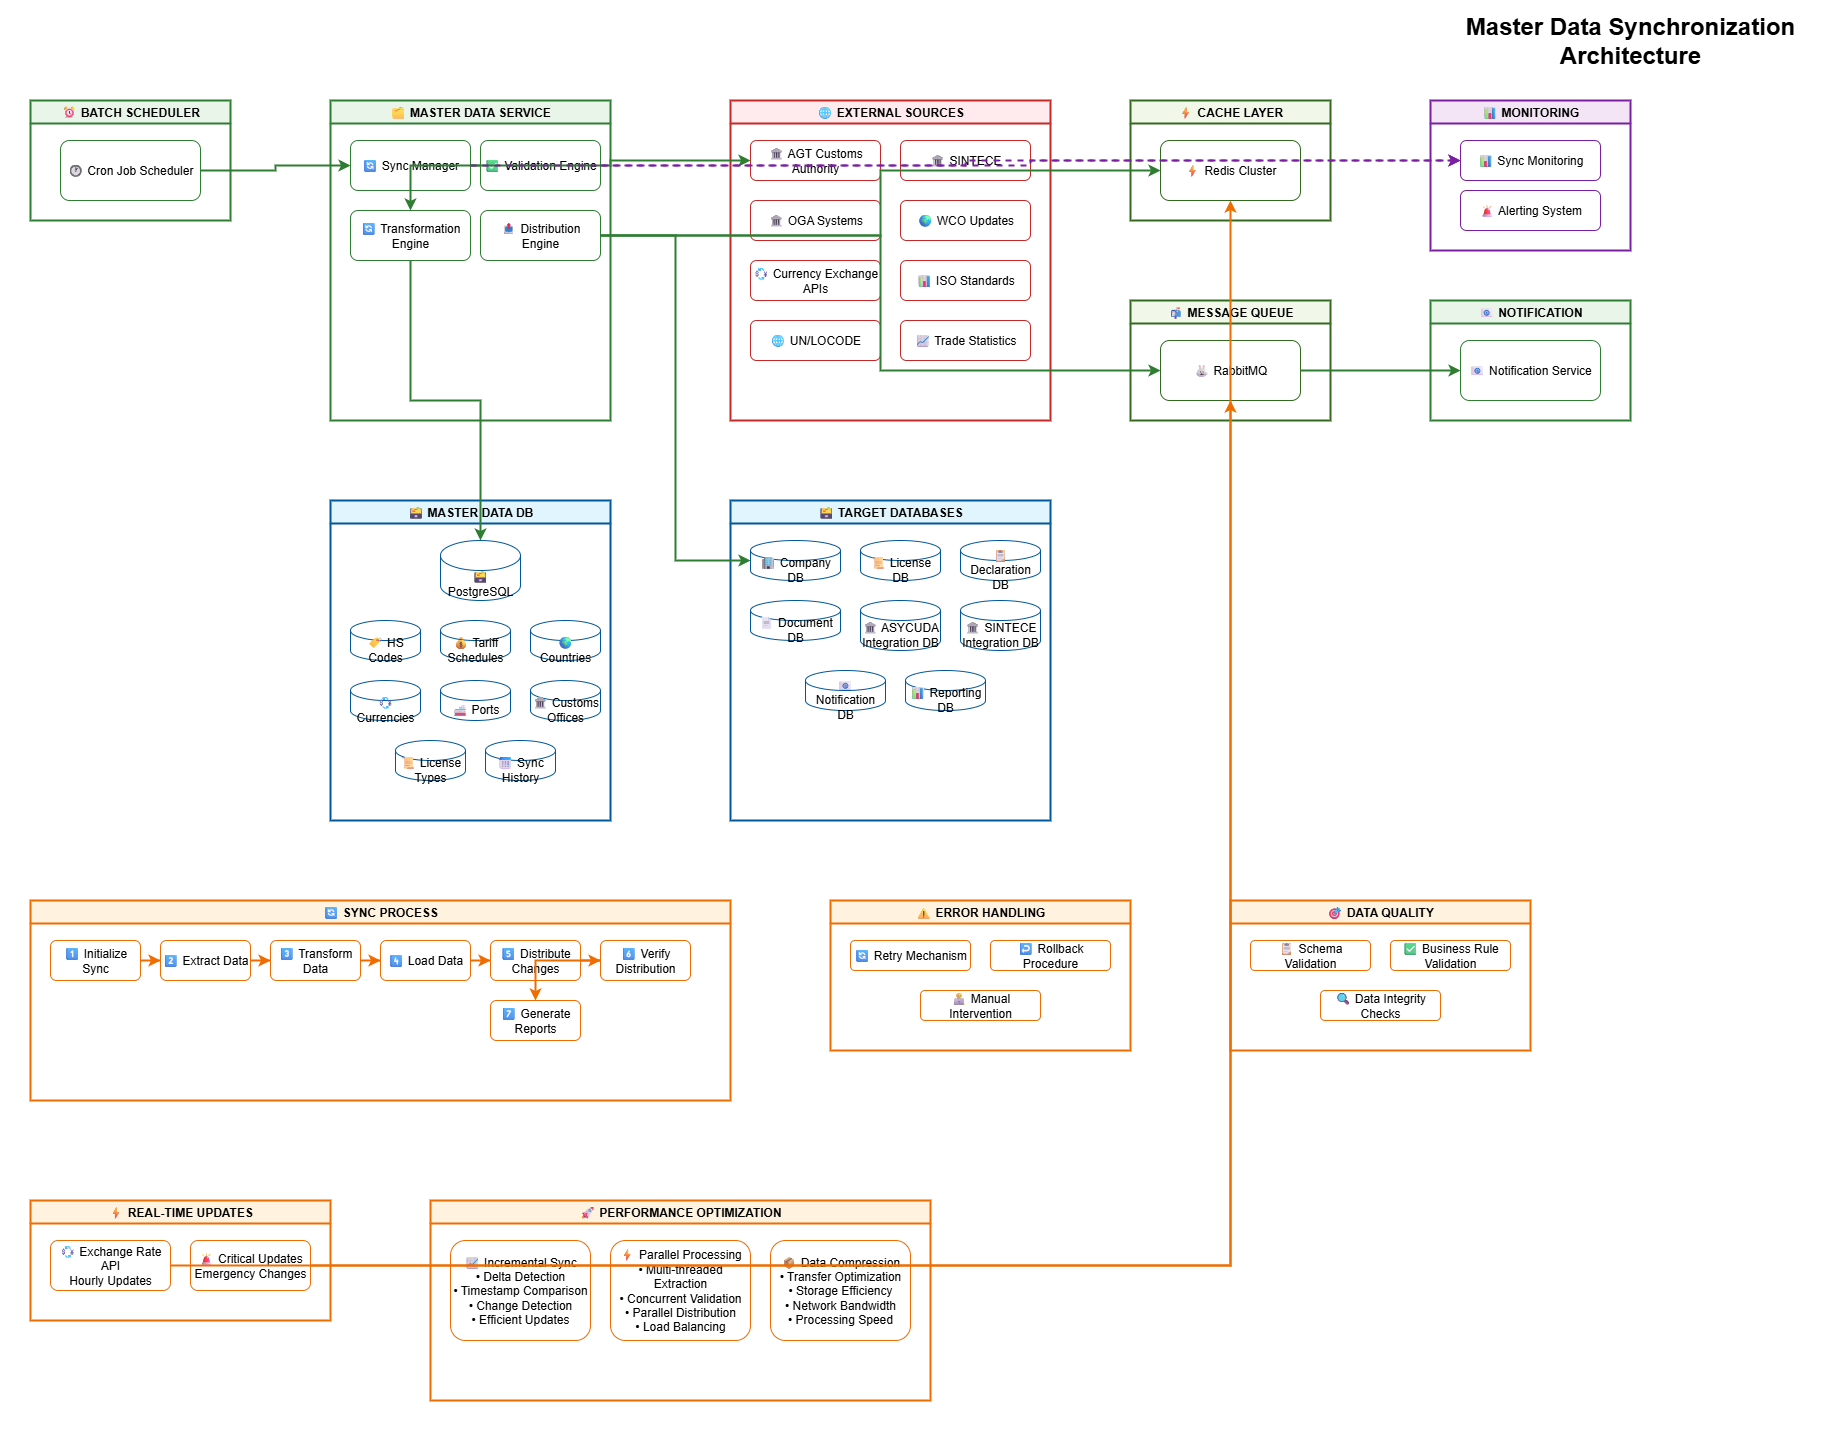 Master Data Synchronization
Architecture
BATCH SCHEDULER
Cron Job Scheduler
MASTER DATA SERVICE
Sync Manager
Validation Engine
Transformation
Engine
Distribution
Engine
EXTERNAL SOURCES
AGT Customs
Authority
SINTECE
OGA Systems
WCO Updates
Currency Exchange
APIs
ISO Standards
UN/LOCODE
Trade Statistics
CACHE LAYER
Redis Cluster
MONITORING
Sync Monitoring
Alerting System
MESSAGE QUEUE
RabbitMQ
NOTIFICATION
Notification Service
MASTER DATA DB
PostgreSQL
HS
Codes
Tariff
Schedules
Countries
Currencies
Ports
Customs
Offices
License
Types
Sync
History
TARGET DATABASES
Company
DB
License
DB
Declaration
DB
Document
DB
ASYCUDA
Integration DB
SINTECE
Integration DB
Notification
DB
Reporting
DB
SYNC PROCESS
1 Initialize
Sync
2 Extract Data
3 Transform
Data
4 Load Data
5 Distribute
Changes
6 Verify
Distribution
7 Generate
Reports
ERROR HANDLING
Retry Mechanism
Rollback
Procedure
Manual
Intervention
DATA QUALITY
Schema
Validation
Business Rule
Validation
Data Integrity
Checks
REAL-TIME UPDATES
Exchange Rate
API
Hourly Updates
Critical Updates
Emergency Changes
PERFORMANCE OPTIMIZATION
Incremental Sync
• Delta Detection
• Timestamp Comparison
• Change Detection
• Efficient Updates
Parallel Processing
• Multi-threaded
Extraction
• Concurrent Validation
• Parallel Distribution
• Load Balancing
Data Compression
• Transfer Optimization
• Storage Efficiency
• Network Bandwidth
• Processing Speed